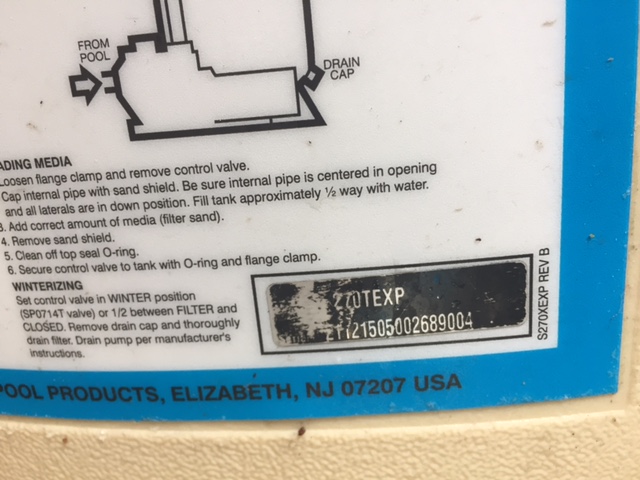 FROM
POOL
DRAIN
CAP
ADING MEDIA
Loosen flange clamp and remove control valve.
Cap internal pipe with sand shield. Be sure internal pipe is centered in opening
and all laterals are in down position. Fill tank approximately ½ way with water.
3. Add correct amount of media (filter sand).
4. Remove sand shield.
5. Clean off top seal O-ring.
6. Secure control valve to tank with O-ring and flange clamp.
WINTERIZING
Set control valve in WINTER position
(SP0714T valve) or 1/2 between FILTER and
CLOSED. Remove drain cap and thoroughly
drain filter. Drain pump per manufacturer's
instructions.
270TEXP
21121505002689004
S270XEXP REV B
POOL PRODUCTS, ELIZABETH, NJ 07207 USA